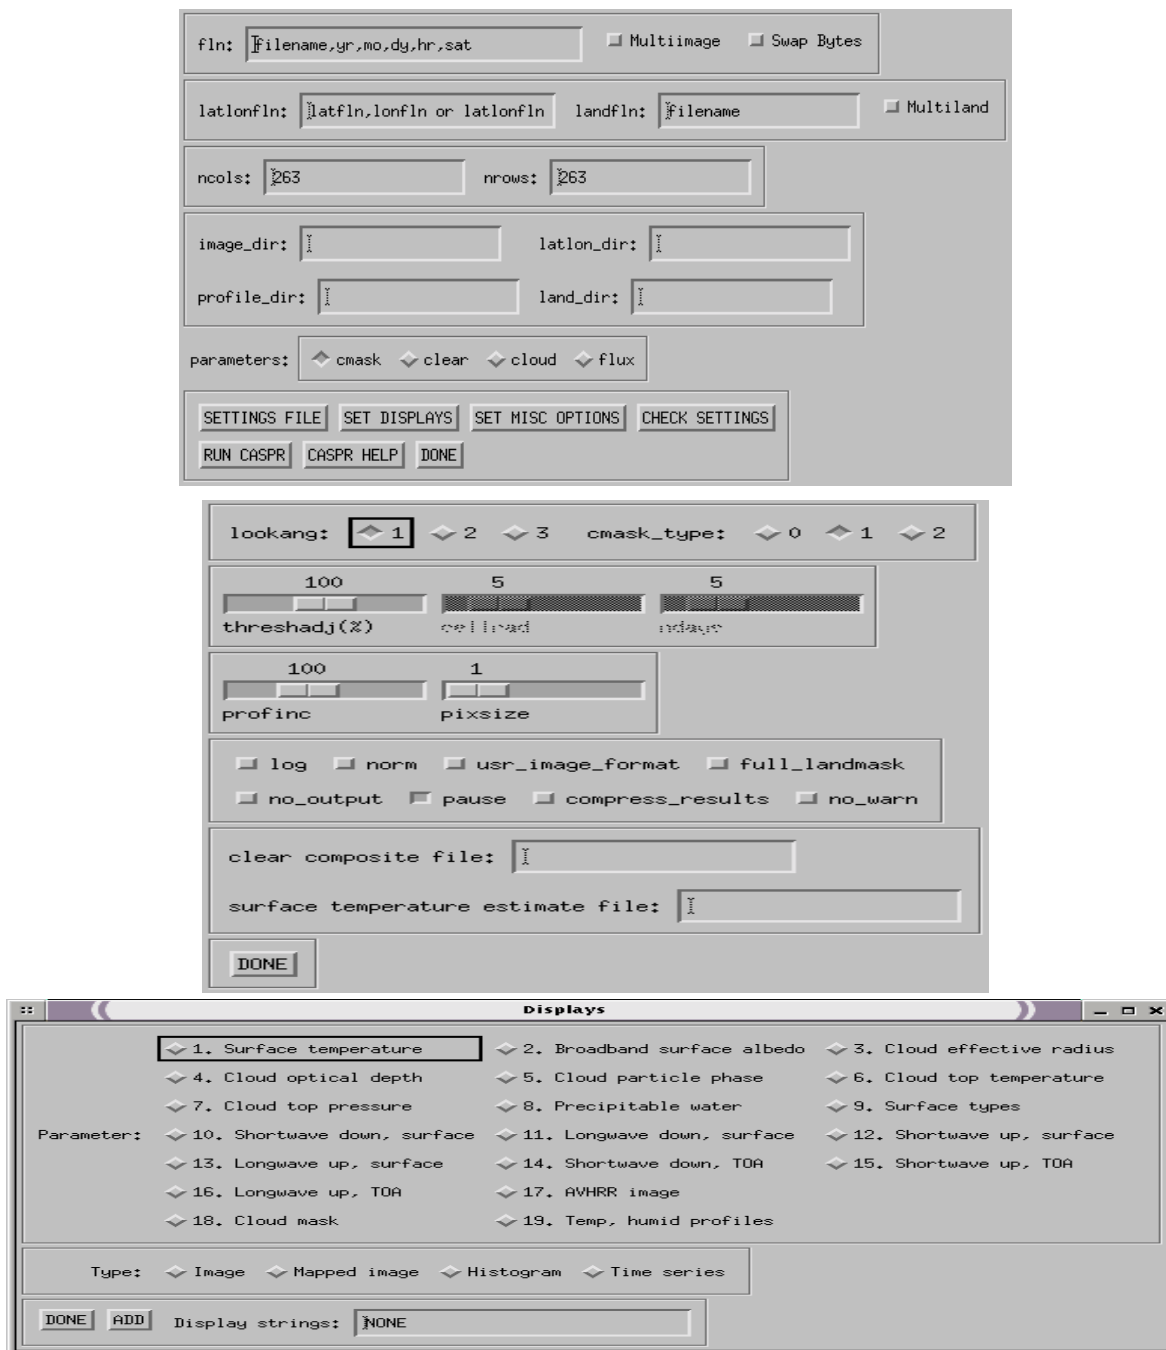 fln: filename,yr,mo,dy,hr,sat Multiimage Swap Bytes
latlonfln: latfln,lonfln or latlonfln landfln: filename Multiland
ncols: 263 nrows: 263
image_dir: latlon_dir:
profile_dir: land_dir:
parameters: cmask clear cloud flux
SETTINGS FILE SET DISPLAYS SET MISC OPTIONS CHECK SETTINGS
RUN CASPR CASPR HELP DONE
lookang: 1 2 3 cmask_type: 0 1 2
100 5 5
threshadj(%) cellrad ndays
100 1
profinc pixsize
log norm usr_image_format full_landmask
no_output pause compress_results no_warn
clear composite file:
surface temperature estimate file:
DONE
Displays
1. Surface temperature 2. Broadband surface albedo 3. Cloud effective radius
4. Cloud optical depth 5. Cloud particle phase 6. Cloud top temperature
7. Cloud top pressure 8. Precipitable water 9. Surface types
Parameter: 10. Shortwave down, surface 11. Longwave down, surface 12. Shortwave up, surface
13. Longwave up, surface 14. Shortwave down, TOA 15. Shortwave up, TOA
16. Longwave up, TOA 17. AVHRR image
18. Cloud mask 19. Temp, humid profiles
Type: Image Mapped image Histogram Time series
DONE ADD Display strings: NONE